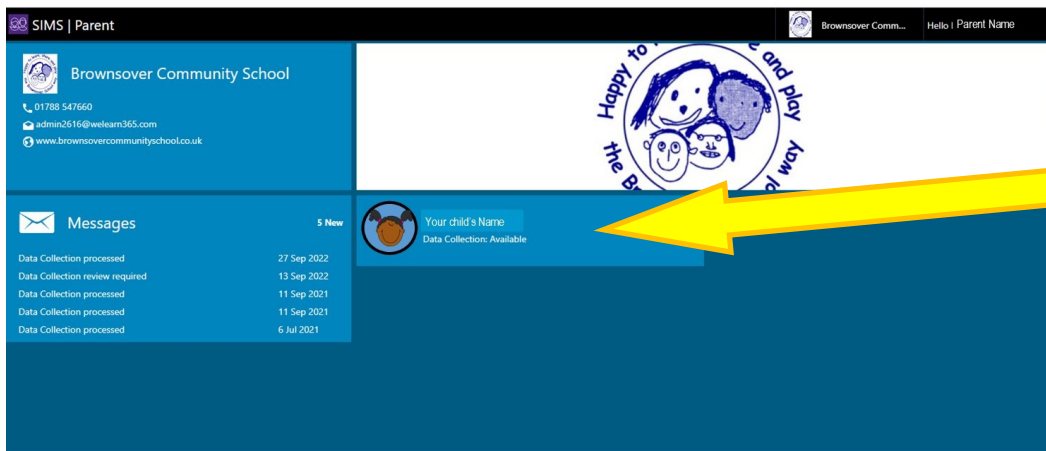 SIMS | Parent
Brownsover Comm...
Hello | Parent Name
Brownsover Community School
01788 547660
admin2616@welearn365.com
www.brownsovercommunityschool.co.uk
Happy to
e and play
the Br
ol way
Messages
5 New
Data Collection processed 27 Sep 2022
Data Collection review required 13 Sep 2022
Data Collection processed 11 Sep 2021
Data Collection processed 11 Sep 2021
Data Collection processed 6 Jul 2021
Your child's Name
Data Collection: Available